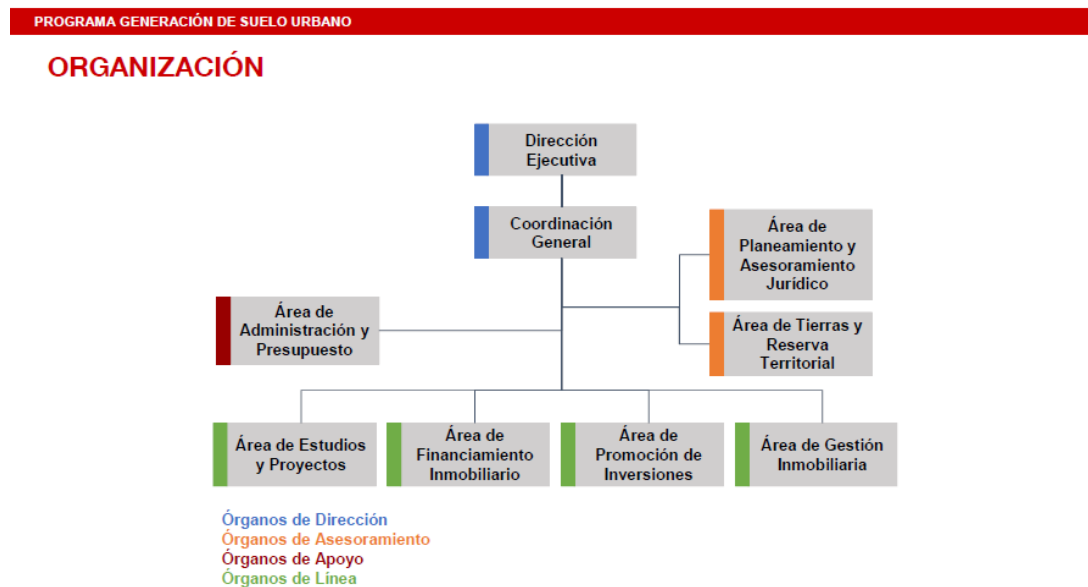 PROGRAMA GENERACIÓN DE SUELO URBANO
ORGANIZACIÓN
Dirección
Ejecutiva
Coordinación
General
Área de
Planeamiento y
Asesoramiento
Jurídico
Área de
Administración y
Presupuesto
Área de Tierras y
Reserva
Territorial
Área de Estudios
y Proyectos
Área de
Financiamiento
Inmobiliario
Área de
Promoción de
Inversiones
Área de Gestión
Inmobiliaria
Órganos de Dirección
Órganos de Asesoramiento
Órganos de Apoyo
Órganos de Línea